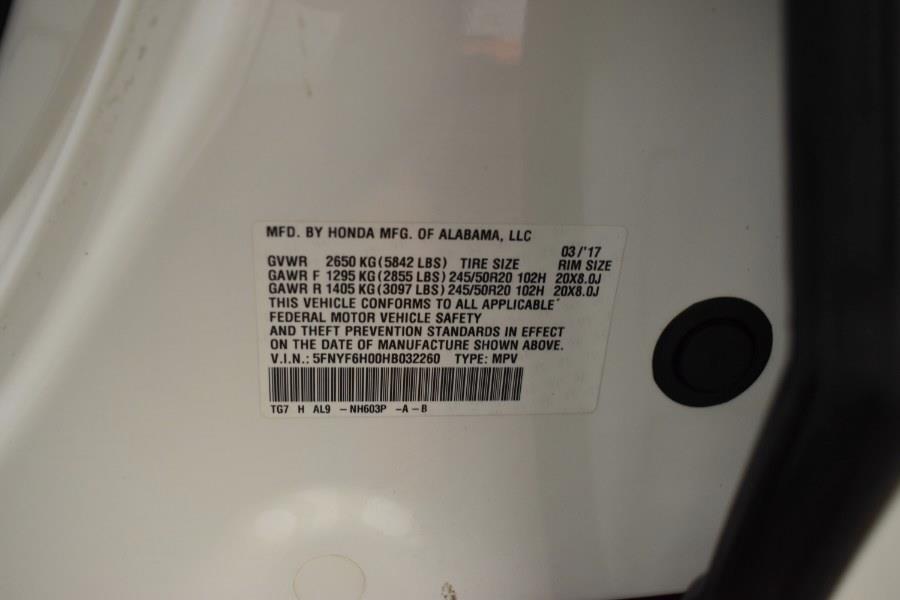 MFD. BY HONDA MFG. OF ALABAMA, LLC
03/'17
GVWR 2650 KG(5842 LBS) TIRE SIZE RIM SIZE
GAWR F 1295 KG(2855 LBS) 245/50R20 102H 20X8.0J
GAWR R 1405 KG(3097 LBS) 245/50R20 102H 20X8.0J
THIS VEHICLE CONFORMS TO ALL APPLICABLE
FEDERAL MOTOR VEHICLE SAFETY
AND THEFT PREVENTION STANDARDS IN EFFECT
ON THE DATE OF MANUFACTURE SHOWN ABOVE.
V.I.N.: 5FNYF6H00HB032260 TYPE: MPV
TG7 H AL9 -NH603P -A-B